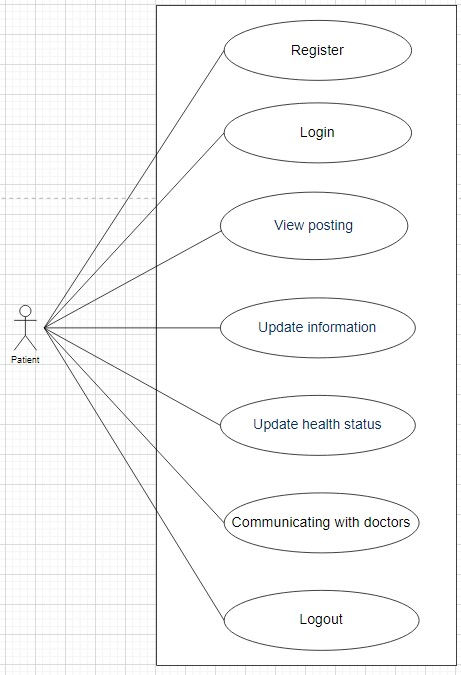 Register
Login
View posting
Update information
Patient
Update health status
Communicating with doctors
Logout